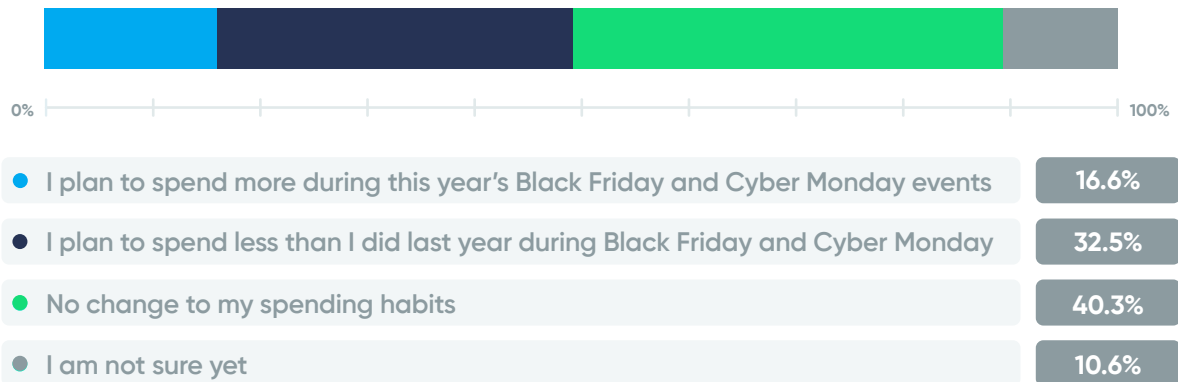 0%
100%
I plan to spend more during this year’s Black Friday and Cyber Monday events
16.6%
I plan to spend less than I did last year during Black Friday and Cyber Monday
32.5%
No change to my spending habits
40.3%
I am not sure yet
10.6%